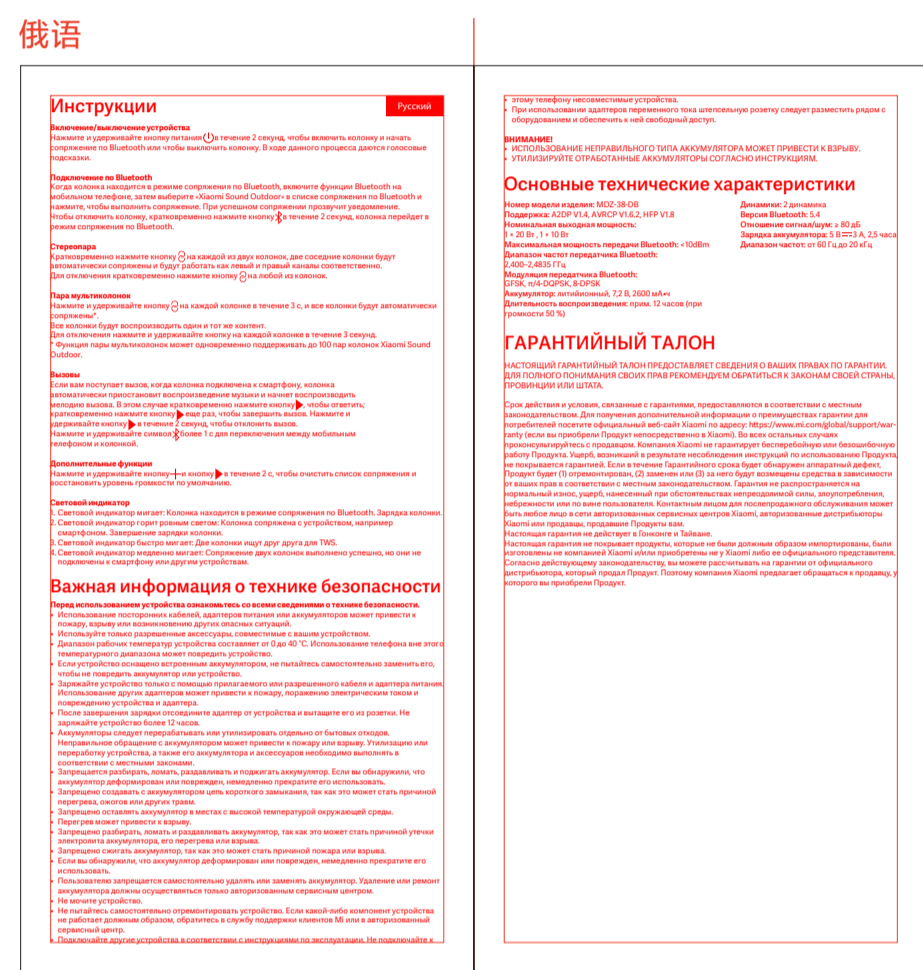 俄语
Инструкции
Русский
Включение/выключение устройства
Нажмите и удерживайте кнопку питания в течение 2 секунд, чтобы включить колонку и начать
сопряжение по Bluetooth или чтобы выключить колонку. В ходе данного процесса даются голосовые
подсказки.
Подключение по Bluetooth
Когда колонка находится в режиме сопряжения по Bluetooth, включите функции Bluetooth на
мобильном телефоне, затем выберите «Xiaomi Sound Outdoor» в списке сопряжения по Bluetooth и
нажмите, чтобы выполнить сопряжение. При успешном сопряжении прозвучит уведомление.
Чтобы отключить колонку, кратковременно нажмите кнопку в течение 2 секунд, колонка перейдет в
режим сопряжения по Bluetooth.
Стереопара
Кратковременно нажмите кнопку на каждой из двух колонок, две соседние колонки будут
автоматически сопряжены и будут работать как левый и правый каналы соответственно.
Для отключения кратковременно нажмите кнопку на любой из колонок.
Пара мультиколонок
Нажмите и удерживайте кнопку на каждой колонке в течение 3 с, и все колонки будут автоматически
сопряжены*.
Все колонки будут воспроизводить один и тот же контент.
Для отключения нажмите и удерживайте кнопку на каждой колонке в течение 3 секунд.
* Функция пары мультиколонок может одновременно поддерживать до 100 пар колонок Xiaomi Sound
Outdoor.
Вызовы
Если вам поступает вызов, когда колонка подключена к смартфону, колонка
автоматически приостановит воспроизведение музыки и начнет воспроизводить
мелодию вызова. В этом случае кратковременно нажмите кнопку, чтобы ответить;
кратковременно нажмите кнопку еще раз, чтобы завершить вызов. Нажмите и
удерживайте кнопку в течение 2 секунд, чтобы отклонить вызов.
Нажмите и удерживайте символ более 1 с для переключения между мобильным
телефоном и колонкой.
Дополнительные функции
Нажмите и удерживайте кнопку и кнопку в течение 2 с, чтобы очистить список сопряжения и
восстановить уровень громкости по умолчанию.
Световой индикатор
1. Световой индикатор мигает: Колонка находится в режиме сопряжения по Bluetooth. Зарядка колонки.
2. Световой индикатор горит ровным светом: Колонка сопряжена с устройством, например
смартфоном. Завершение зарядки колонки.
3. Световой индикатор быстро мигает: Две колонки ищут друг друга для TWS.
4. Световой индикатор медленно мигает: Сопряжение двух колонок выполнено успешно, но они не
подключены к смартфону или другим устройствам.
Важная информация о технике безопасности
Перед использованием устройства ознакомьтесь со всеми сведениями о технике безопасности.
• Использование посторонних кабелей, адаптеров питания или аккумуляторов может привести к
пожару, взрыву или возникновению других опасных ситуаций.
• Используйте только разрешенные аксессуары, совместимые с вашим устройством.
• Диапазон рабочих температур устройства составляет от 0 до 40 °C. Использование телефона вне этого
температурного диапазона может повредить устройство.
• Если устройство оснащено встроенным аккумулятором, не пытайтесь самостоятельно заменить его,
чтобы не повредить аккумулятор или устройство.
• Заряжайте устройство только с помощью прилагаемого или разрешенного кабеля и адаптера питания.
Использование других адаптеров может привести к пожару, поражению электрическим током и
повреждению устройства и адаптера.
• После завершения зарядки отсоедините адаптер от устройства и вытащите его из розетки. Не
заряжайте устройство более 12 часов.
• Аккумуляторы следует перерабатывать или утилизировать отдельно от бытовых отходов.
Неправильное обращение с аккумулятором может привести к пожару или взрыву. Утилизацию или
переработку устройства, а также его аккумулятора и аксессуаров необходимо выполнять в
соответствии с местными законами.
• Запрещается разбирать, ломать, раздавливать и поджигать аккумулятор. Если вы обнаружили, что
аккумулятор деформирован или поврежден, немедленно прекратите его использовать.
• Запрещено создавать с аккумулятором цепь короткого замыкания, так как это может стать причиной
перегрева, ожогов или других травм.
• Запрещено оставлять аккумулятор в местах с высокой температурой окружающей среды.
• Перегрев может привести к взрыву.
• Запрещено разбирать, ломать и раздавливать аккумулятор, так как это может стать причиной утечки
электролита аккумулятора, его перегрева или взрыва.
• Запрещено сжигать аккумулятор, так как это может стать причиной пожара или взрыва.
• Если вы обнаружили, что аккумулятор деформирован или поврежден, немедленно прекратите его
использовать.
• Пользователю запрещается самостоятельно удалять или заменять аккумулятор. Удаление или ремонт
аккумулятора должны осуществляться только авторизованным сервисным центром.
• Не мочите устройство.
• Не пытайтесь самостоятельно отремонтировать устройство. Если какой-либо компонент устройства
не работает должным образом, обратитесь в службу поддержки клиентов Mi или в авторизованный
сервисный центр.
• Подключайте другие устройства в соответствии с инструкциями по эксплуатации. Не подключайте к
• этому телефону несовместимые устройства.
• При использовании адаптеров переменного тока штепсельную розетку следует разместить рядом с
оборудованием и обеспечить к ней свободный доступ.
ВНИМАНИЕ!
• ИСПОЛЬЗОВАНИЕ НЕПРАВИЛЬНОГО ТИПА АККУМУЛЯТОРА МОЖЕТ ПРИВЕСТИ К ВЗРЫВУ.
• УТИЛИЗИРУЙТЕ ОТРАБОТАННЫЕ АККУМУЛЯТОРЫ СОГЛАСНО ИНСТРУКЦИЯМ.
Основные технические характеристики
Номер модели изделия: MDZ-38-DB
Поддержка: A2DP V1.4, AVRCP V1.6.2, HFP V1.8
Номинальная выходная мощность:
1 × 20 Вт , 1 × 10 Вт
Максимальная мощность передачи Bluetooth: <10dBm
Диапазон частот передатчика Bluetooth:
2,400–2,4835 ГГц
Модуляция передатчика Bluetooth:
GFSK, π/4-DQPSK, 8-DPSK
Аккумулятор: литийионный, 7,2 В, 2600 мА•ч
Длительность воспроизведения: прим. 12 часов (при
громкости 50 %)
Динамики: 2 динамика
Версия Bluetooth: 5.4
Отношение сигнал/шум: ≥ 80 дБ
Зарядка аккумулятора: 5 В⎓3 А, 2,5 часа
Диапазон частот: от 60 Гц до 20 кГц
ГАРАНТИЙНЫЙ ТАЛОН
НАСТОЯЩИЙ ГАРАНТИЙНЫЙ ТАЛОН ПРЕДОСТАВЛЯЕТ СВЕДЕНИЯ О ВАШИХ ПРАВАХ ПО ГАРАНТИИ.
ДЛЯ ПОЛНОГО ПОНИМАНИЯ СВОИХ ПРАВ РЕКОМЕНДУЕМ ОБРАТИТЬСЯ К ЗАКОНАМ СВОЕЙ СТРАНЫ,
ПРОВИНЦИИ ИЛИ ШТАТА.
Срок действия и условия, связанные с гарантиями, предоставляются в соответствии с местным
законодательством. Для получения дополнительной информации о преимуществах гарантии для
потребителей посетите официальный веб-сайт Xiaomi по адресу: https://www.mi.com/global/support/war-
ranty (если вы приобрели Продукт непосредственно в Xiaomi). Во всех остальных случаях
проконсультируйтесь с продавцом. Компания Xiaomi не гарантирует бесперебойную или безошибочную
работу Продукта. Ущерб, возникший в результате несоблюдения инструкций по использованию Продукта,
не покрывается гарантией. Если в течение Гарантийного срока будет обнаружен аппаратный дефект,
Продукт будет (1) отремонтирован, (2) заменен или (3) за него будут возмещены средства в зависимости
от ваших прав в соответствии с местным законодательством. Гарантия не распространяется на
нормальный износ, ущерб, нанесенный при обстоятельствах непреодолимой силы, злоупотребления,
небрежности или по вине пользователя. Контактным лицом для послепродажного обслуживания может
быть любое лицо в сети авторизованных сервисных центров Xiaomi, авторизованные дистрибьюторы
Xiaomi или продавцы, продавшие Продукты вам.
Настоящая гарантия не действует в Гонконге и Тайване.
Настоящая гарантия не покрывает продукты, которые не были должным образом импортированы, были
изготовлены не компанией Xiaomi и/или приобретены не у Xiaomi либо ее официального представителя.
Согласно действующему законодательству, вы можете рассчитывать на гарантии от официального
дистрибьютора, который продал Продукт. Поэтому компания Xiaomi предлагает обращаться к продавцу, у
которого вы приобрели Продукт.